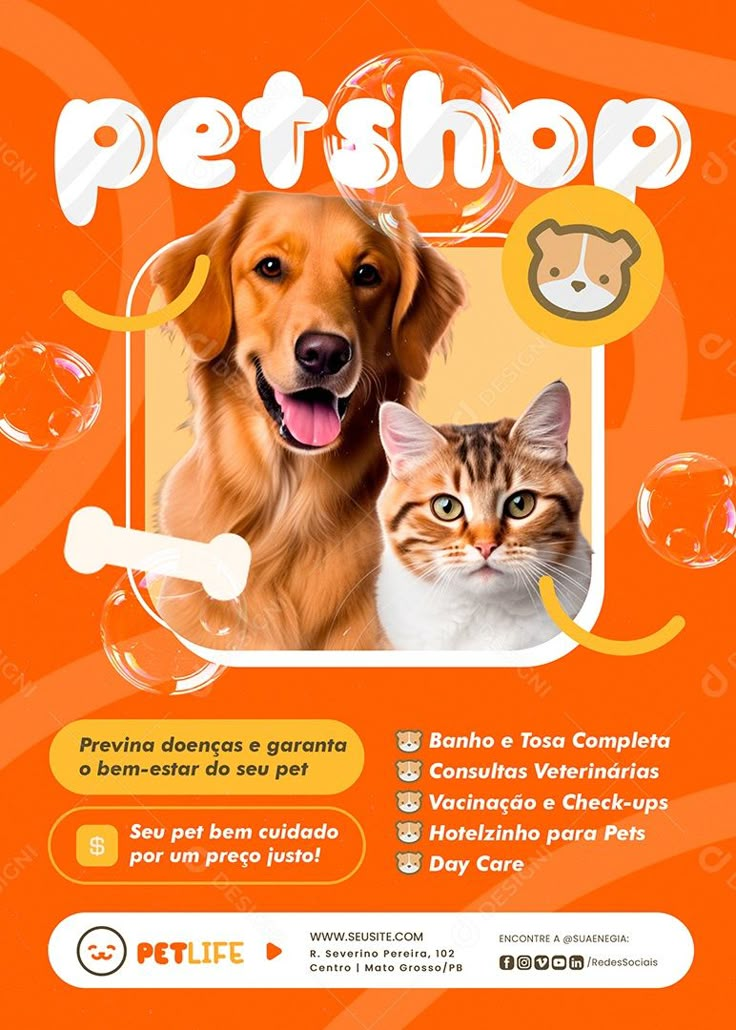 petshop
Previna doenças e garanta
o bem-estar do seu pet
$
Seu pet bem cuidado
por um preço justo!
Banho e Tosa Completa
Consultas Veterinárias
Vacinação e Check-ups
Hotelzinho para Pets
Day Care
PETLIFE
WWW.SEUSITE.COM
R. Severino Pereira, 102
Centro | Mato Grosso/PB
ENCONTRE A @SUAENEGIA:
/RedesSociais
DESIGNI